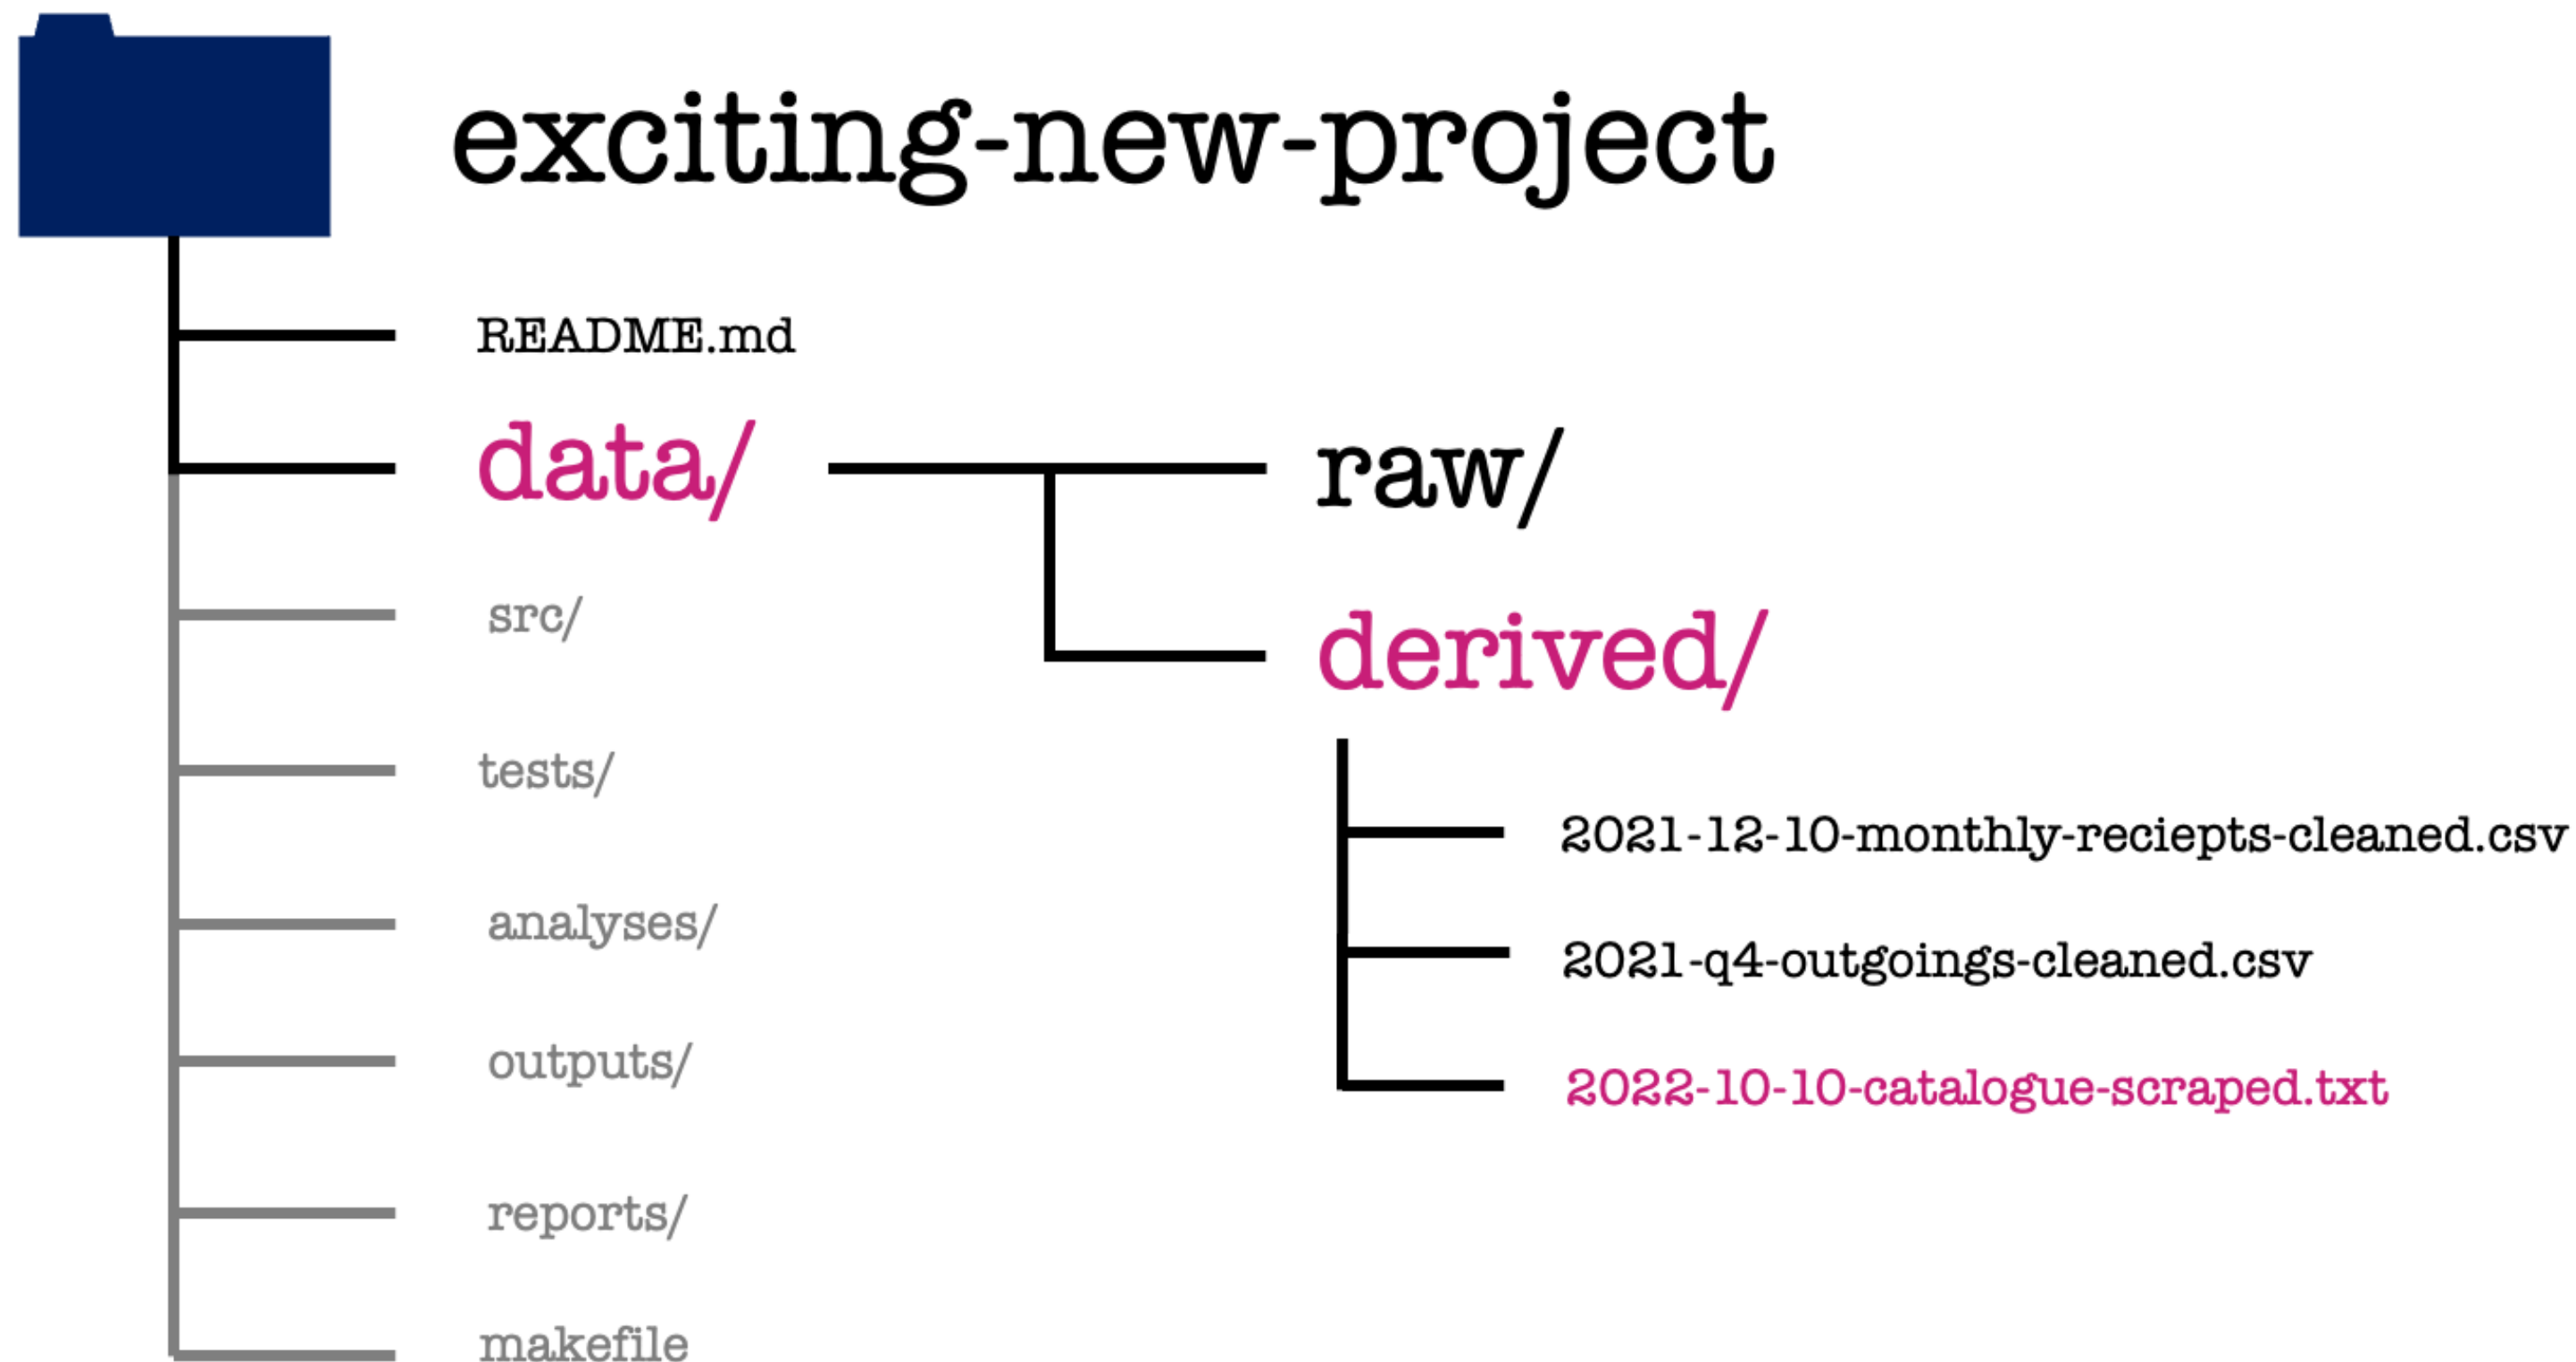 exciting-new-project
README.md
data/
raw/
derived/
src/
tests/
analyses/
outputs/
reports/
makefile
2021-12-10-monthly-reciepts-cleaned.csv
2021-q4-outgoings-cleaned.csv
2022-10-10-catalogue-scraped.txt